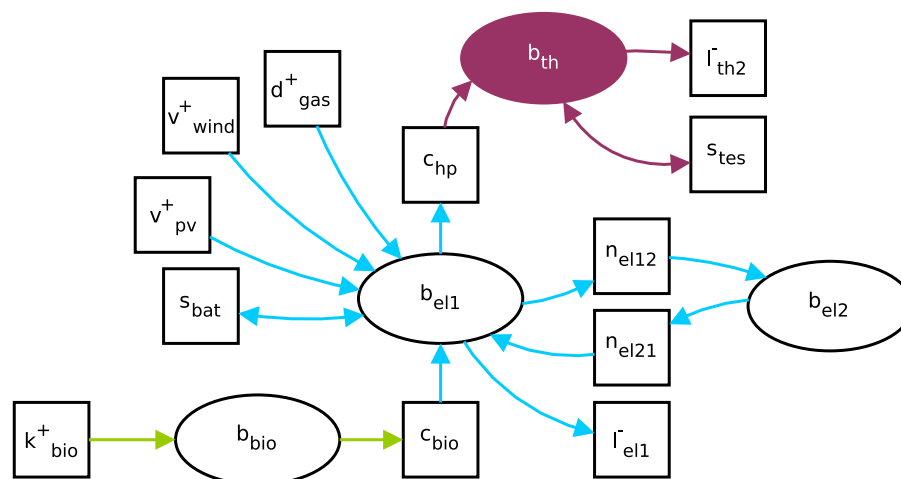 b_th
l^-_th2
d^+_gas
v^+_wind
c_hp
s_tes
v^+_pv
n_el12
b_el1
s_bat
b_el2
n_el21
k^+_bio
b_bio
c_bio
l^-_el1